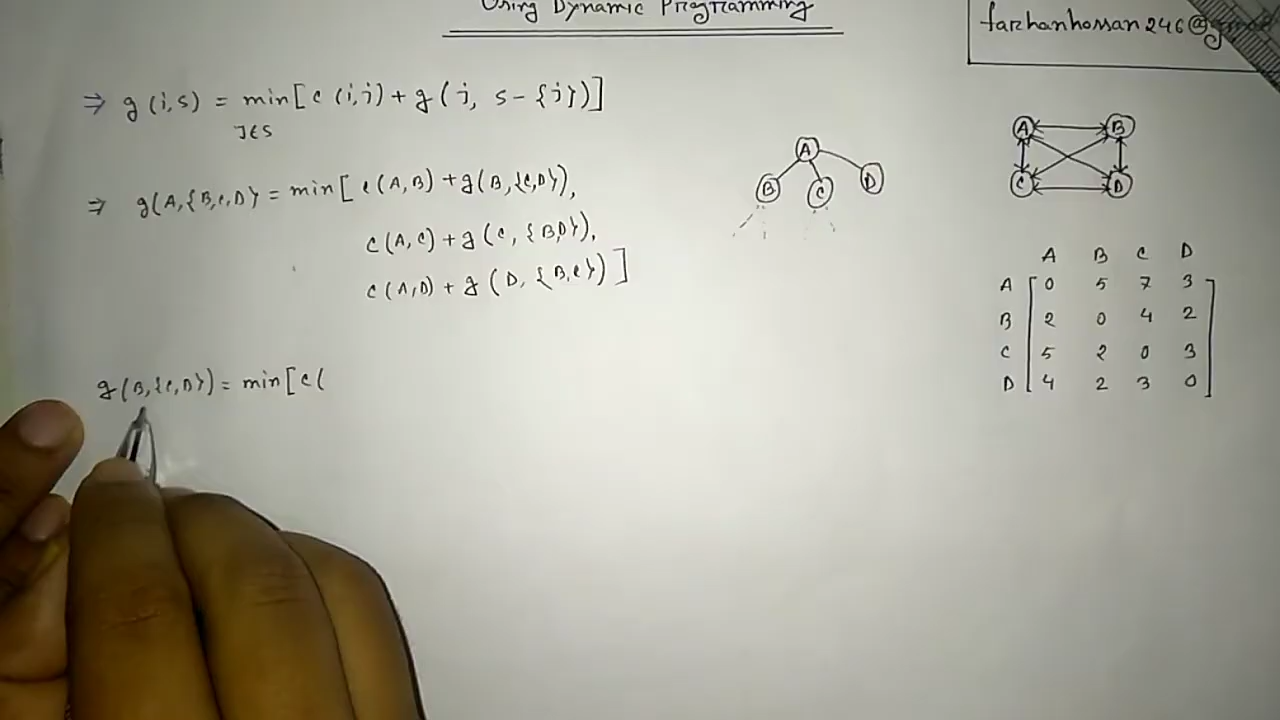 Using Dynamic Programming
farhanhossan246@gmail
⇒ g(i,s) = min[c(i,j)+g(j, s-{j})]
J∈S
⇒ g(A,{B,C,D} = min[c(A,B)+g(B,{C,D}),
c(A,C)+g(C,{B,D}),
c(A,D)+g(D,{B,C})]
g(B,{C,D}) = min[c(
A
B C D
A B
C D
A B C D
A 0 5 7 3
B 2 0 4 2
C 5 2 0 3
D 4 2 3 0